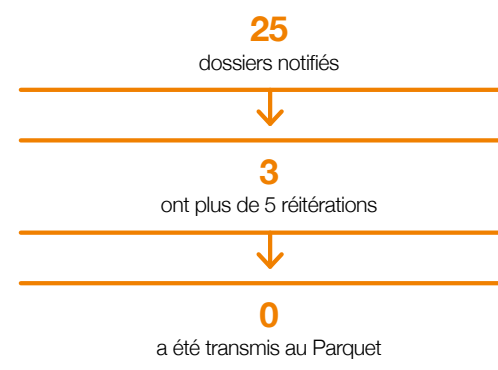 25
dossiers notifiés
3
ont plus de 5 réitérations
0
a été transmis au Parquet